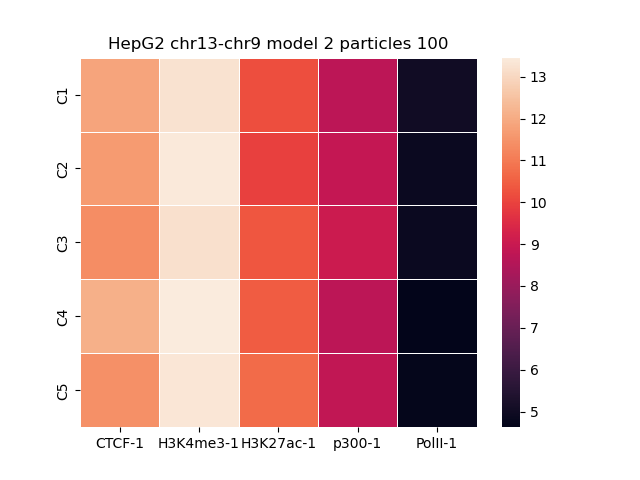 HepG2 chr13-chr9 model 2 particles 100
C1
C2
C3
C4
C5
CTCF-1 H3K4me3-1 H3K27ac-1 p300-1 PolII-1
13
12
11
10
9
8
7
6
5